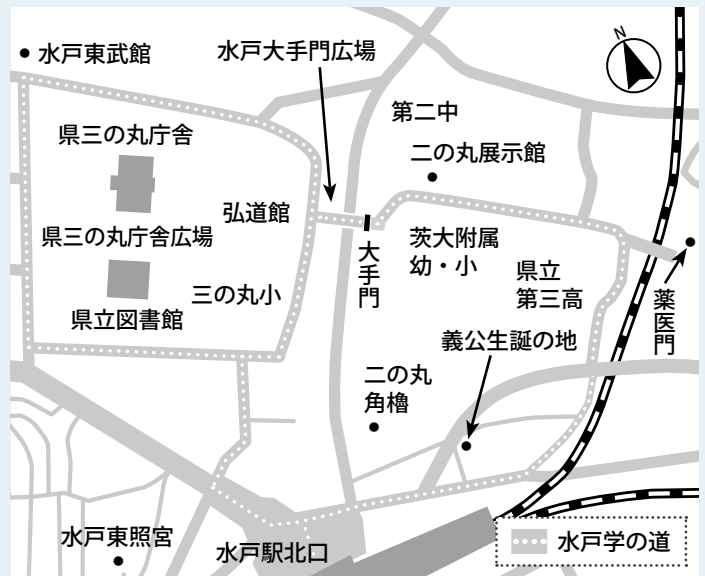 水戸東武館
水戸大手門広場
N
県三の丸庁舎
第二中
二の丸展示館
弘道館
県三の丸庁舎広場
大手門
茨大附属
幼・小
県立
第三高
薬医門
三の丸小
県立図書館
義公生誕の地
二の丸
角櫓
水戸東照宮
水戸駅北口
水戸学の道